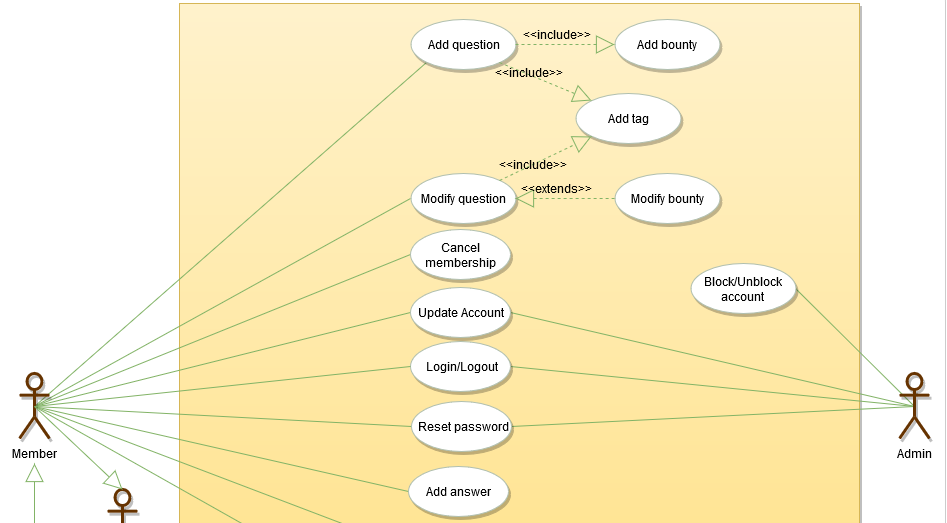 Add question
<<include>>
Add bounty
<<include>>
Add tag
<<include>>
<<extends>>
Modify question
Modify bounty
Cancel
membership
Block/Unblock
account
Update Account
Login/Logout
Reset password
Member
Admin
Add answer